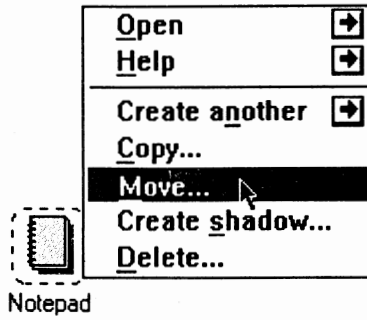 Open
Help
Create another
Copy...
Move...
Create shadow...
Delete...
Notepad